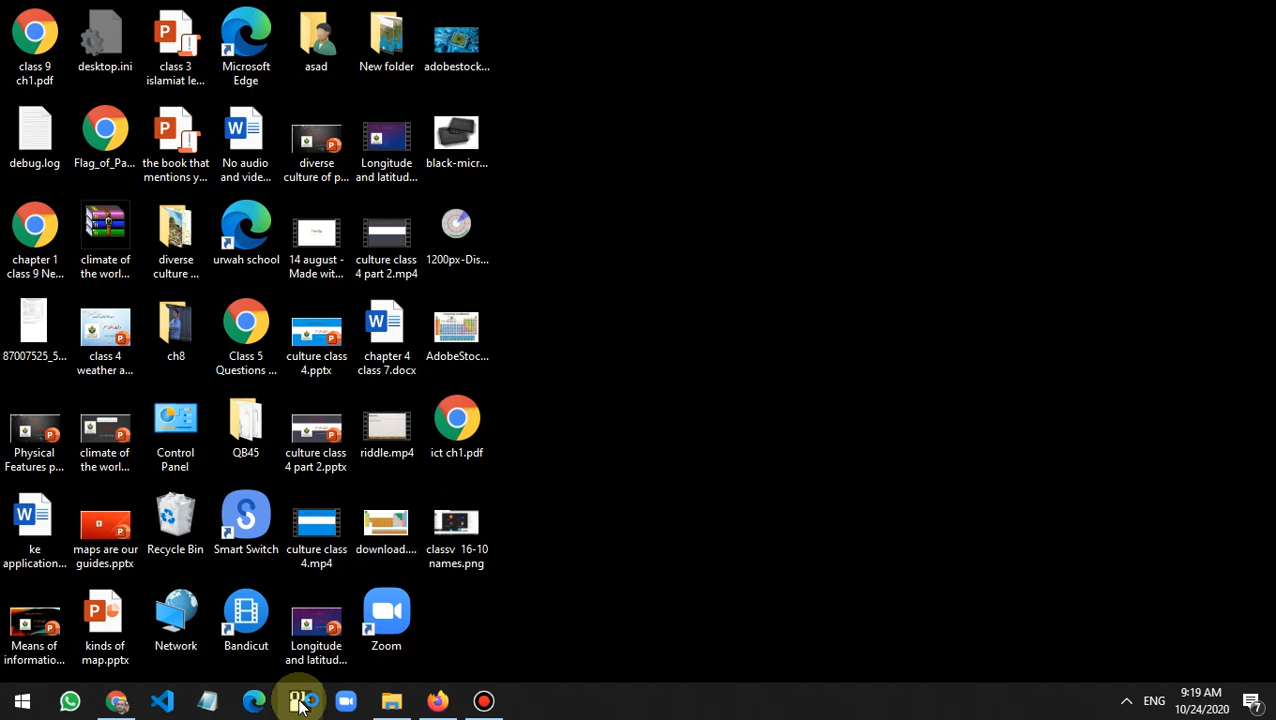 class 9
ch1.pdf
desktop.ini
class 3
islamiat le...
Microsoft
Edge
asad
New folder
adobestock...
debug.log
Flag_of_Pa...
the book that
mentions y...
No audio
and vide...
diverse
culture of p...
Longitude
and latitud...
black-micr...
chapter 1
class 9 Ne...
climate of
the worl...
diverse
culture ...
urwah school
14 august -
Made wit...
culture class
4 part 2.mp4
1200px-Dis...
87007525_5...
class 4
weather a...
ch8
Class 5
Questions ...
culture class
4.pptx
chapter 4
class 7.docx
AdobeStoc...
Physical
Features p...
climate of
the worl...
Control
Panel
QB45
culture class
4 part 2.pptx
riddle.mp4
ict ch1.pdf
ke
application...
maps are our
guides.pptx
Recycle Bin
Smart Switch
culture class
4.mp4
download....
classv 16-10
names.png
Means of
informatio...
kinds of
map.pptx
Network
Bandicut
Longitude
and latitud...
Zoom
ENG
9:19 AM
10/24/2020
7